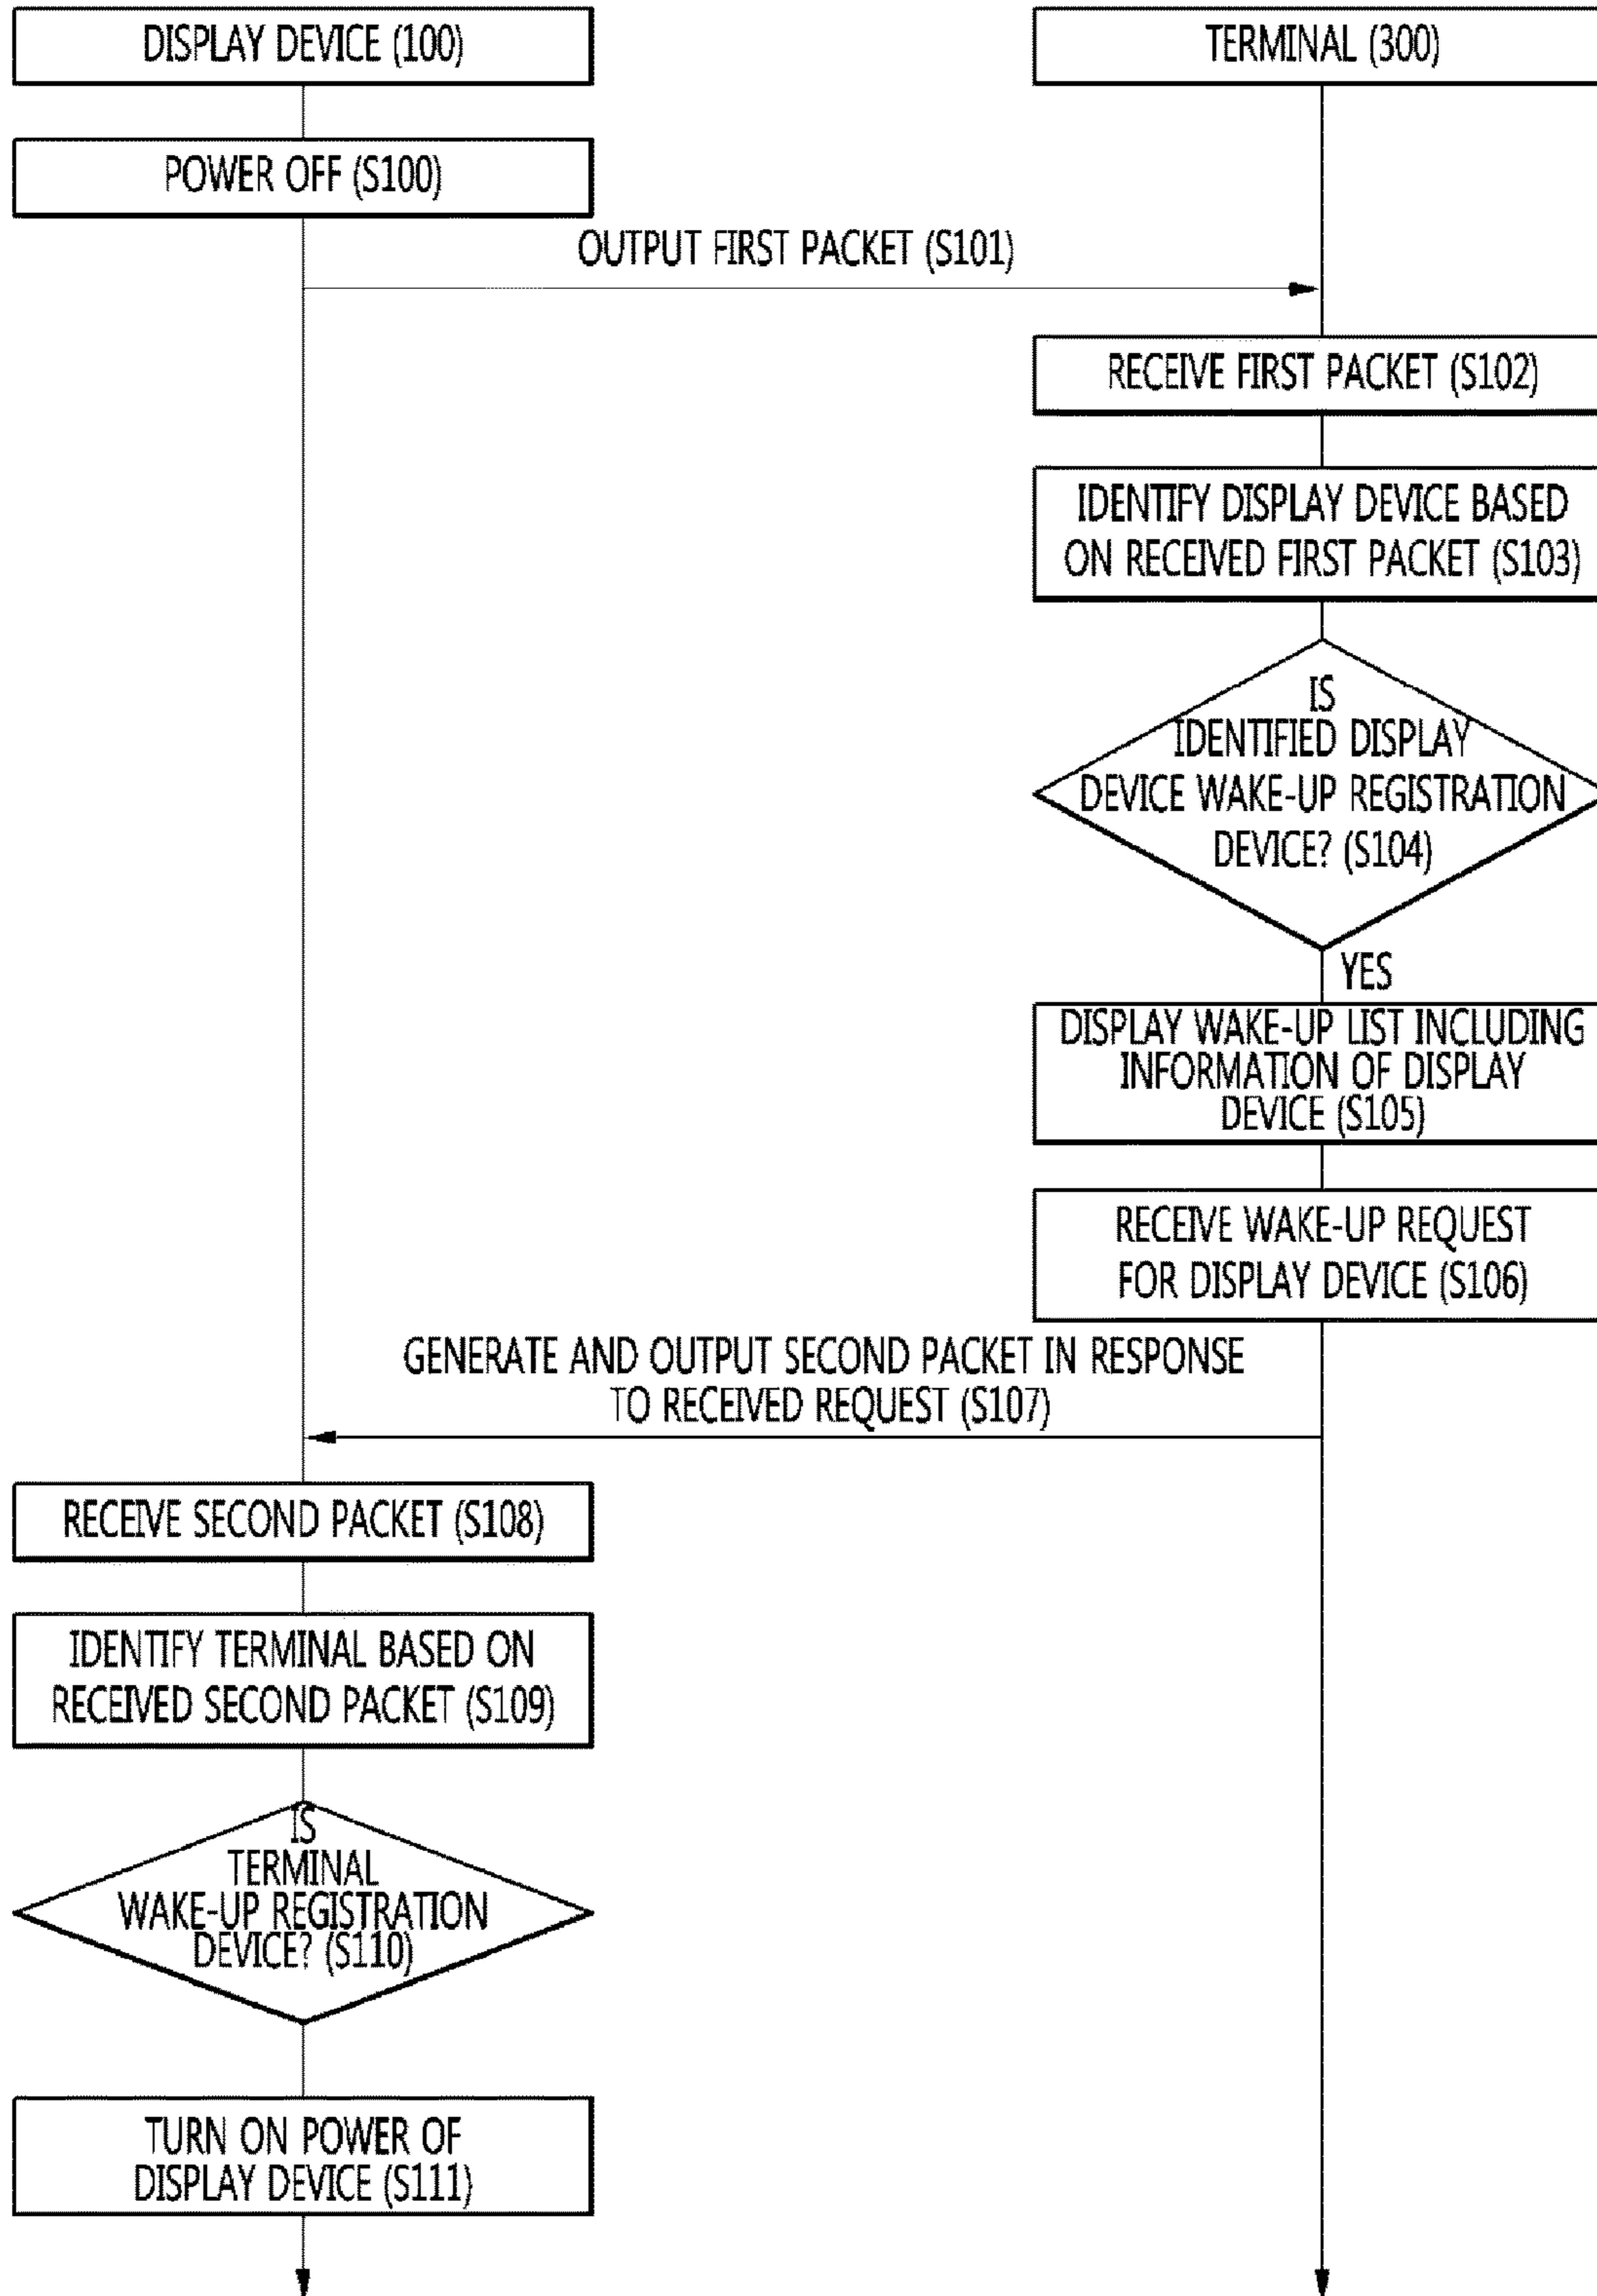 DISPLAY DEVICE (100)
TERMINAL (300)
POWER OFF (S100)
OUTPUT FIRST PACKET (S101)
RECEIVE FIRST PACKET (S102)
IDENTIFY DISPLAY DEVICE BASED
ON RECEIVED FIRST PACKET (S103)
IS
IDENTIFIED DISPLAY
DEVICE WAKE-UP REGISTRATION
DEVICE? (S104)
YES
DISPLAY WAKE-UP LIST INCLUDING
INFORMATION OF DISPLAY
DEVICE (S105)
RECEIVE WAKE-UP REQUEST
FOR DISPLAY DEVICE (S106)
GENERATE AND OUTPUT SECOND PACKET IN RESPONSE
TO RECEIVED REQUEST (S107)
RECEIVE SECOND PACKET (S108)
IDENTIFY TERMINAL BASED ON
RECEIVED SECOND PACKET (S109)
IS
TERMINAL
WAKE-UP REGISTRATION
DEVICE? (S110)
TURN ON POWER OF
DISPLAY DEVICE (S111)